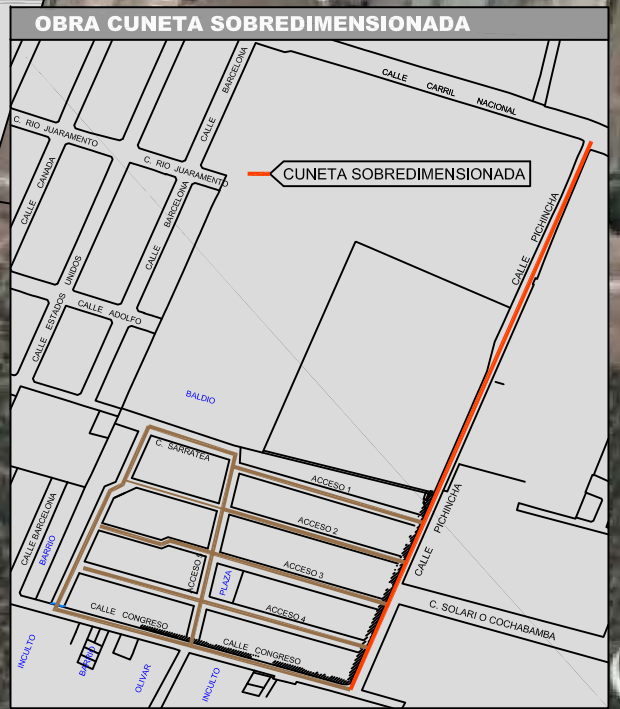 OBRA CUNETA SOBREDIMENSIONADA
CALLE CARRIL NACIONAL
CALLE BARCELONA
C. RIO JUARAMENTO
C. RIO JUARAMENTO
CUNETA SOBREDIMENSIONADA
CALLE CANADA
CALLE BARCELONA
CALLE PICHINCHA
CALLE ESTADOS UNIDOS
CALLE ADOLFO
BALDIO
C. SARRATEA
ACCESO 1
ACCESO 2
CALLE PICHINCHA
CALLE BARCELONA
BARRIO
ACCESO
PLAZA
ACCESO 3
ACCESO 4
C. SOLARI O COCHABAMBA
CALLE CONGRESO
CALLE CONGRESO
INCULTO
BARRIO
OLIVAR
INCULTO